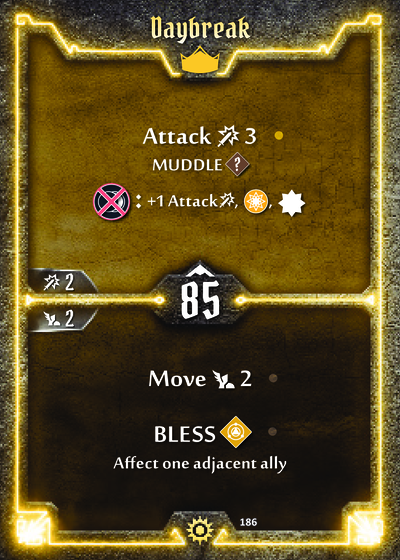 Daybreak
Attack 3
MUDDLE ?
: +1 Attack, ,
2
85
2
Move 2
BLESS
Affect one adjacent ally
186